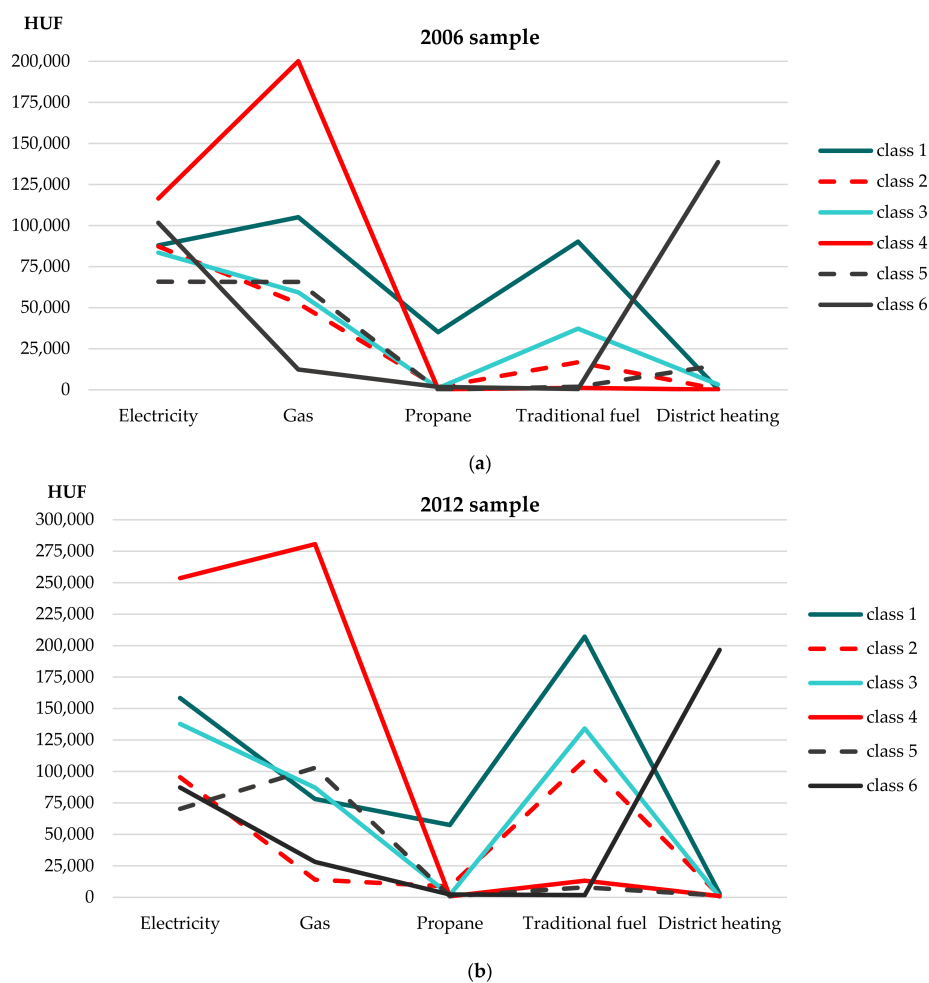 HUF
2006 sample
200,000
175,000
150,000
125,000
100,000
75,000
50,000
25,000
0
Electricity Gas Propane Traditional fuel District heating
class 1
class 2
class 3
class 4
class 5
class 6
(a)
HUF
2012 sample
300,000
275,000
250,000
225,000
200,000
175,000
150,000
125,000
100,000
75,000
50,000
25,000
0
Electricity Gas Propane Traditional fuel District heating
class 1
class 2
class 3
class 4
class 5
class 6
(b)